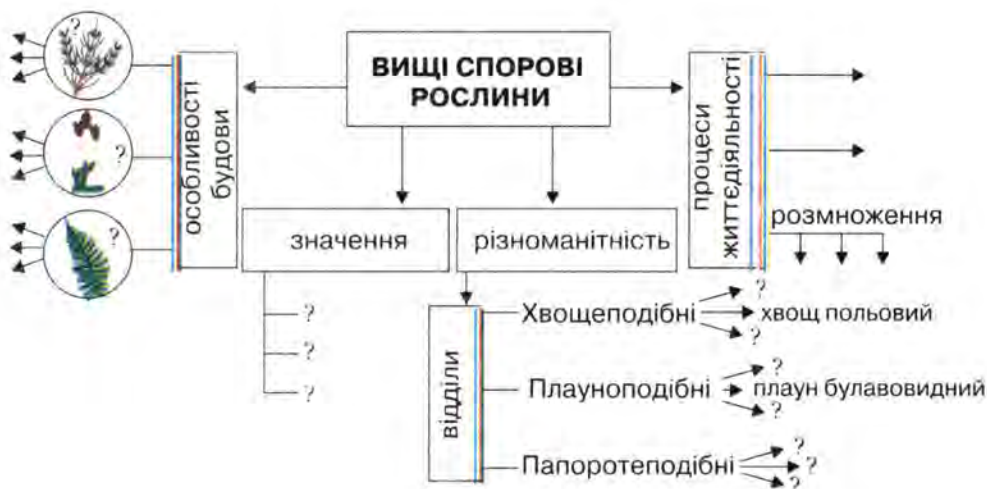 ?
?
?
особливості
будови
ВИЩІ СПОРОВІ
РОСЛИНИ
процеси
життєдіяльності
розмноження
значення
?
?
?
різноманітність
відділи
Хвощеподібні
?
хвощ польовий
?
Плауноподібні
?
плаун булавовидний
?
Папоротеподібні
?
?
?